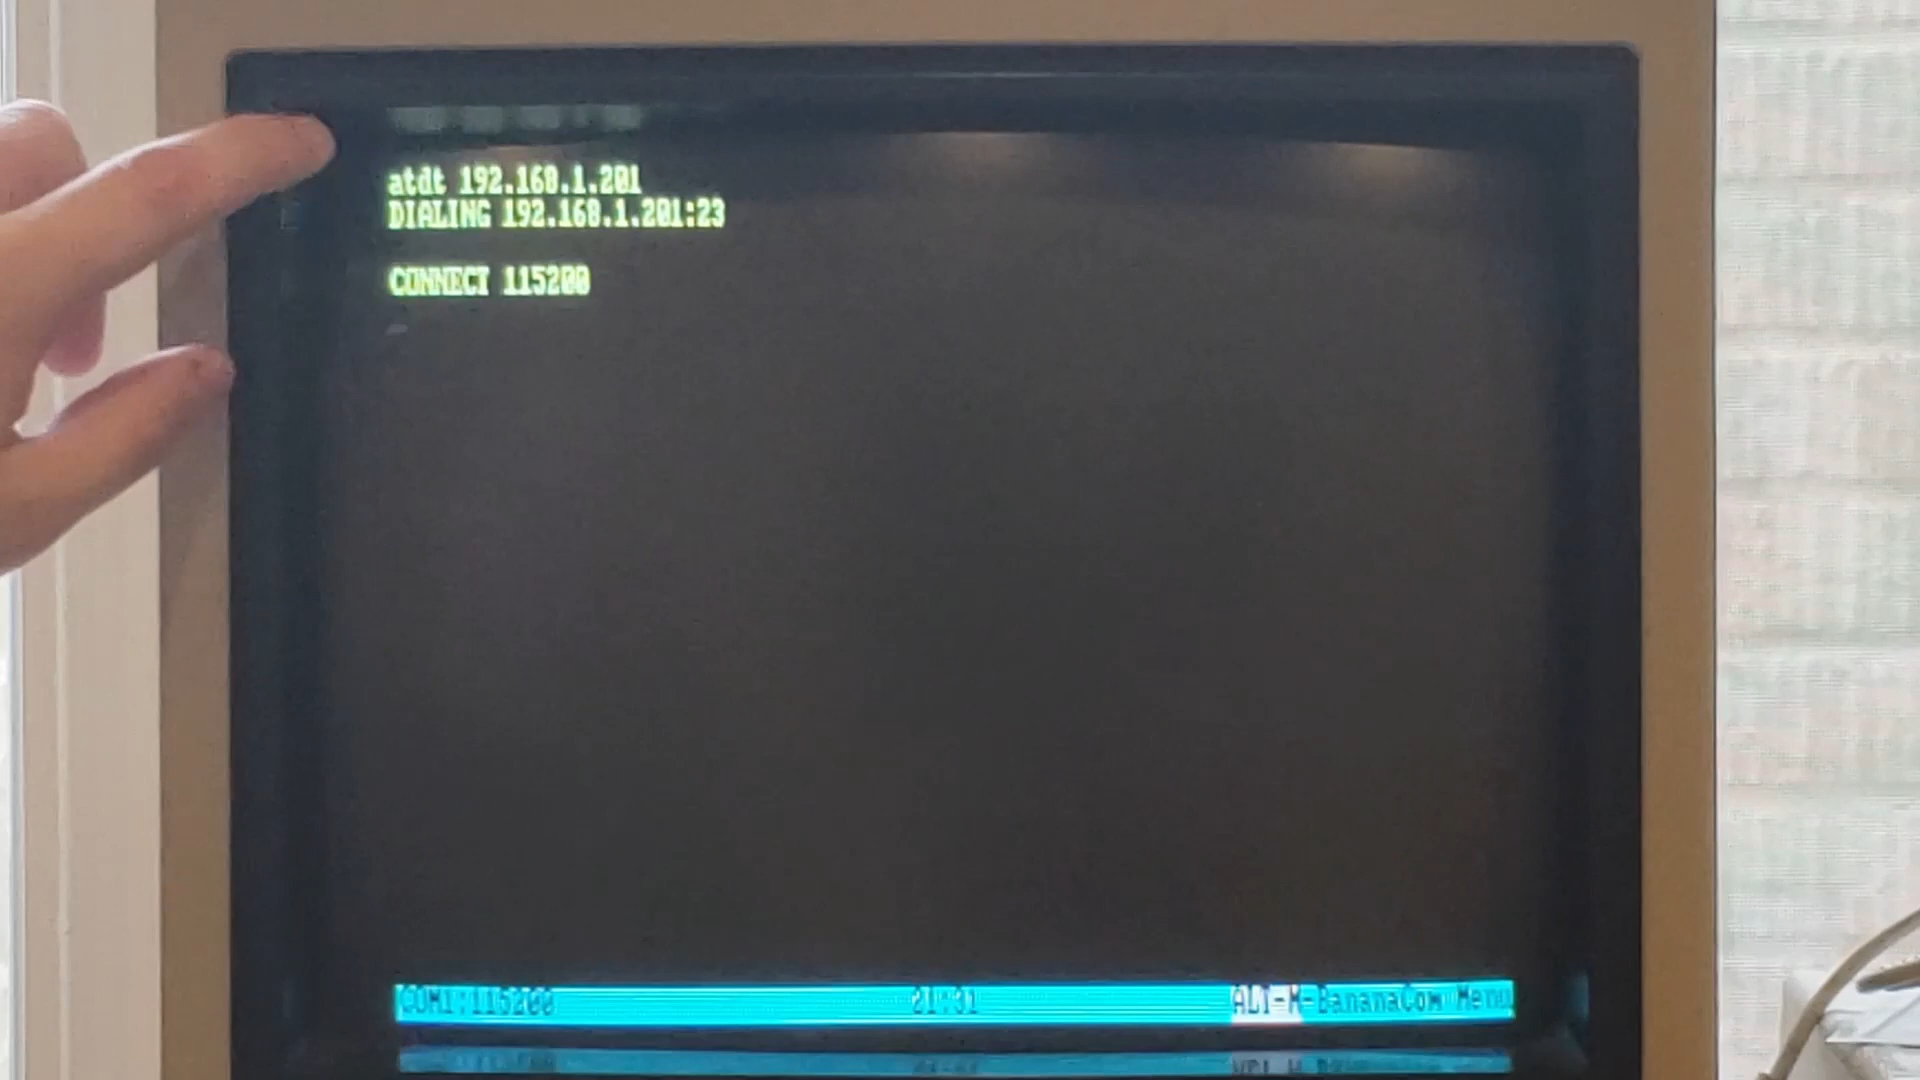 atdt 192.168.1.201
DIALING 192.168.1.201:23
CONNECT 115200
COM1:115200 21:31 ALT-M-BananaCom Menu